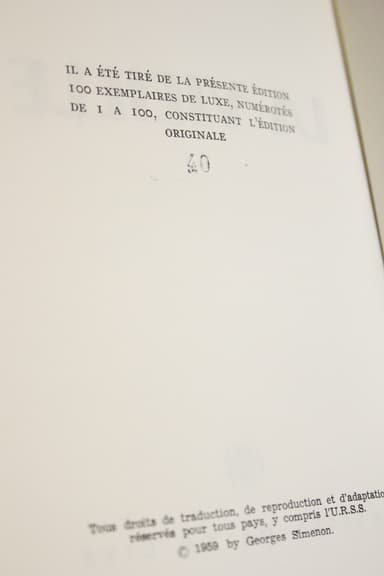 IL A ÉTÉ TIRÉ DE LA PRÉSENTE ÉDITION
100 EXEMPLAIRES DE LUXE, NUMÉROTÉS
DE 1 A 100, CONSTITUANT L'ÉDITION
ORIGINALE
40
Tous droits de traduction, de reproduction et d'adaptatio
réservés pour tous pays, y compris l'U.R.S.S.
© 1959 by Georges Simenon.